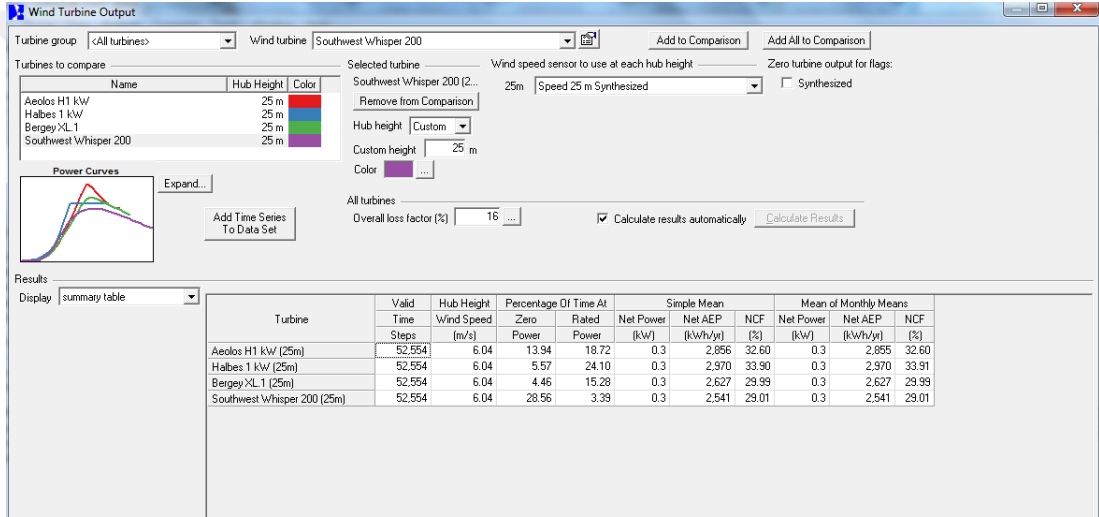 Wind Turbine Output
Turbine group <All turbines> Wind turbine Southwest Whisper 200 Add to Comparison Add All to Comparison
Turbines to compare Selected turbine Wind speed sensor to use at each hub height Zero turbine output for flags:
Name Hub Height Color Southwest Whisper 200 (2... 25m Speed 25 m Synthesized Synthesized
Aeolos H1 kW 25 m Remove from Comparison
Halbes 1 kW 25 m
Bergey XL.1 25 m Hub height Custom
Southwest Whisper 200 25 m
Custom height 25 m
Power Curves Color ...
Expand...
All turbines
Add Time Series
To Data Set
Overall loss factor (%) 16 ... Calculate results automatically Calculate Results
Results
Display summary table
Valid Hub Height Percentage Of Time At Simple Mean Mean of Monthly Means
Turbine Time Wind Speed Zero Rated Net Power Net AEP NCF Net Power Net AEP NCF
Steps (m/s) Power Power (kW) (kWh/yr) (%) (kW) (kWh/yr) (%)
Aeolos H1 kW (25m) 52,554 6.04 13.94 18.72 0.3 2,856 32.60 0.3 2,855 32.60
Halbes 1 kW (25m) 52,554 6.04 5.57 24.10 0.3 2,970 33.90 0.3 2,970 33.91
Bergey XL.1 (25m) 52,554 6.04 4.46 15.28 0.3 2,627 29.99 0.3 2,627 29.99
Southwest Whisper 200 (25m) 52,554 6.04 28.56 3.39 0.3 2,541 29.01 0.3 2,541 29.01